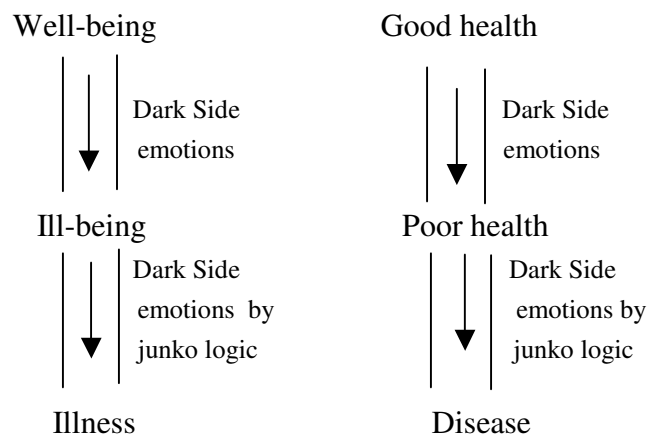 Well-being
Dark Side
emotions
Ill-being
Dark Side
emotions by
junko logic
Illness
Good health
Dark Side
emotions
Poor health
Dark Side
emotions by
junko logic
Disease